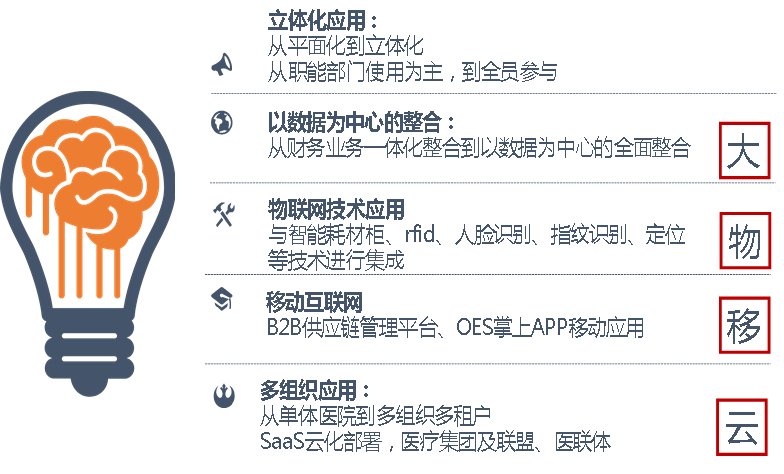 立体化应用：
从平面化到立体化
从职能部门使用为主，到全员参与
以数据为中心的整合：
从财务业务一体化整合到以数据为中心的全面整合
大
物联网技术应用
与智能耗材柜、rfid、人脸识别、指纹识别、定位
等技术进行集成
物
移动互联网
B2B供应链管理平台、OES掌上APP移动应用
移
多组织应用：
从单体医院到多组织多租户
SaaS云化部署，医疗集团及联盟、医联体
云